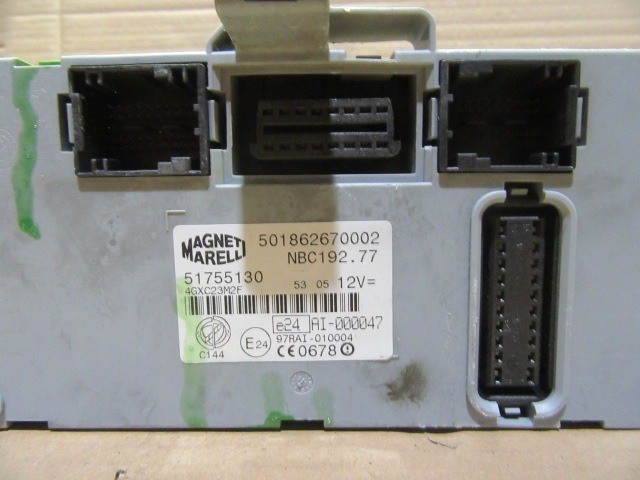 MAGNETI
MARELLI
501862670002
NBC192.77
51755130
53 05 12V=
4GXC23M2F
e24 AI-000047
E24
97RAI-010004
C144
CE0678